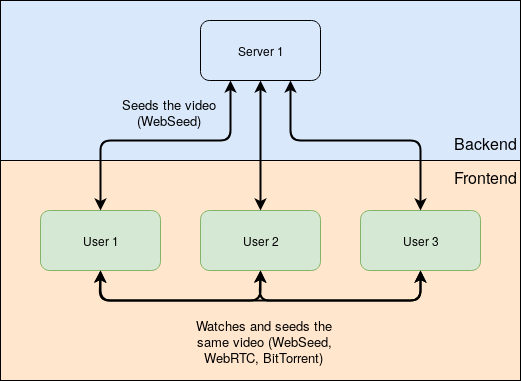 Server 1
Seeds the video
(WebSeed)
Backend
Frontend
User 1
User 2
User 3
Watches and seeds the
same video (WebSeed,
WebRTC, BitTorrent)